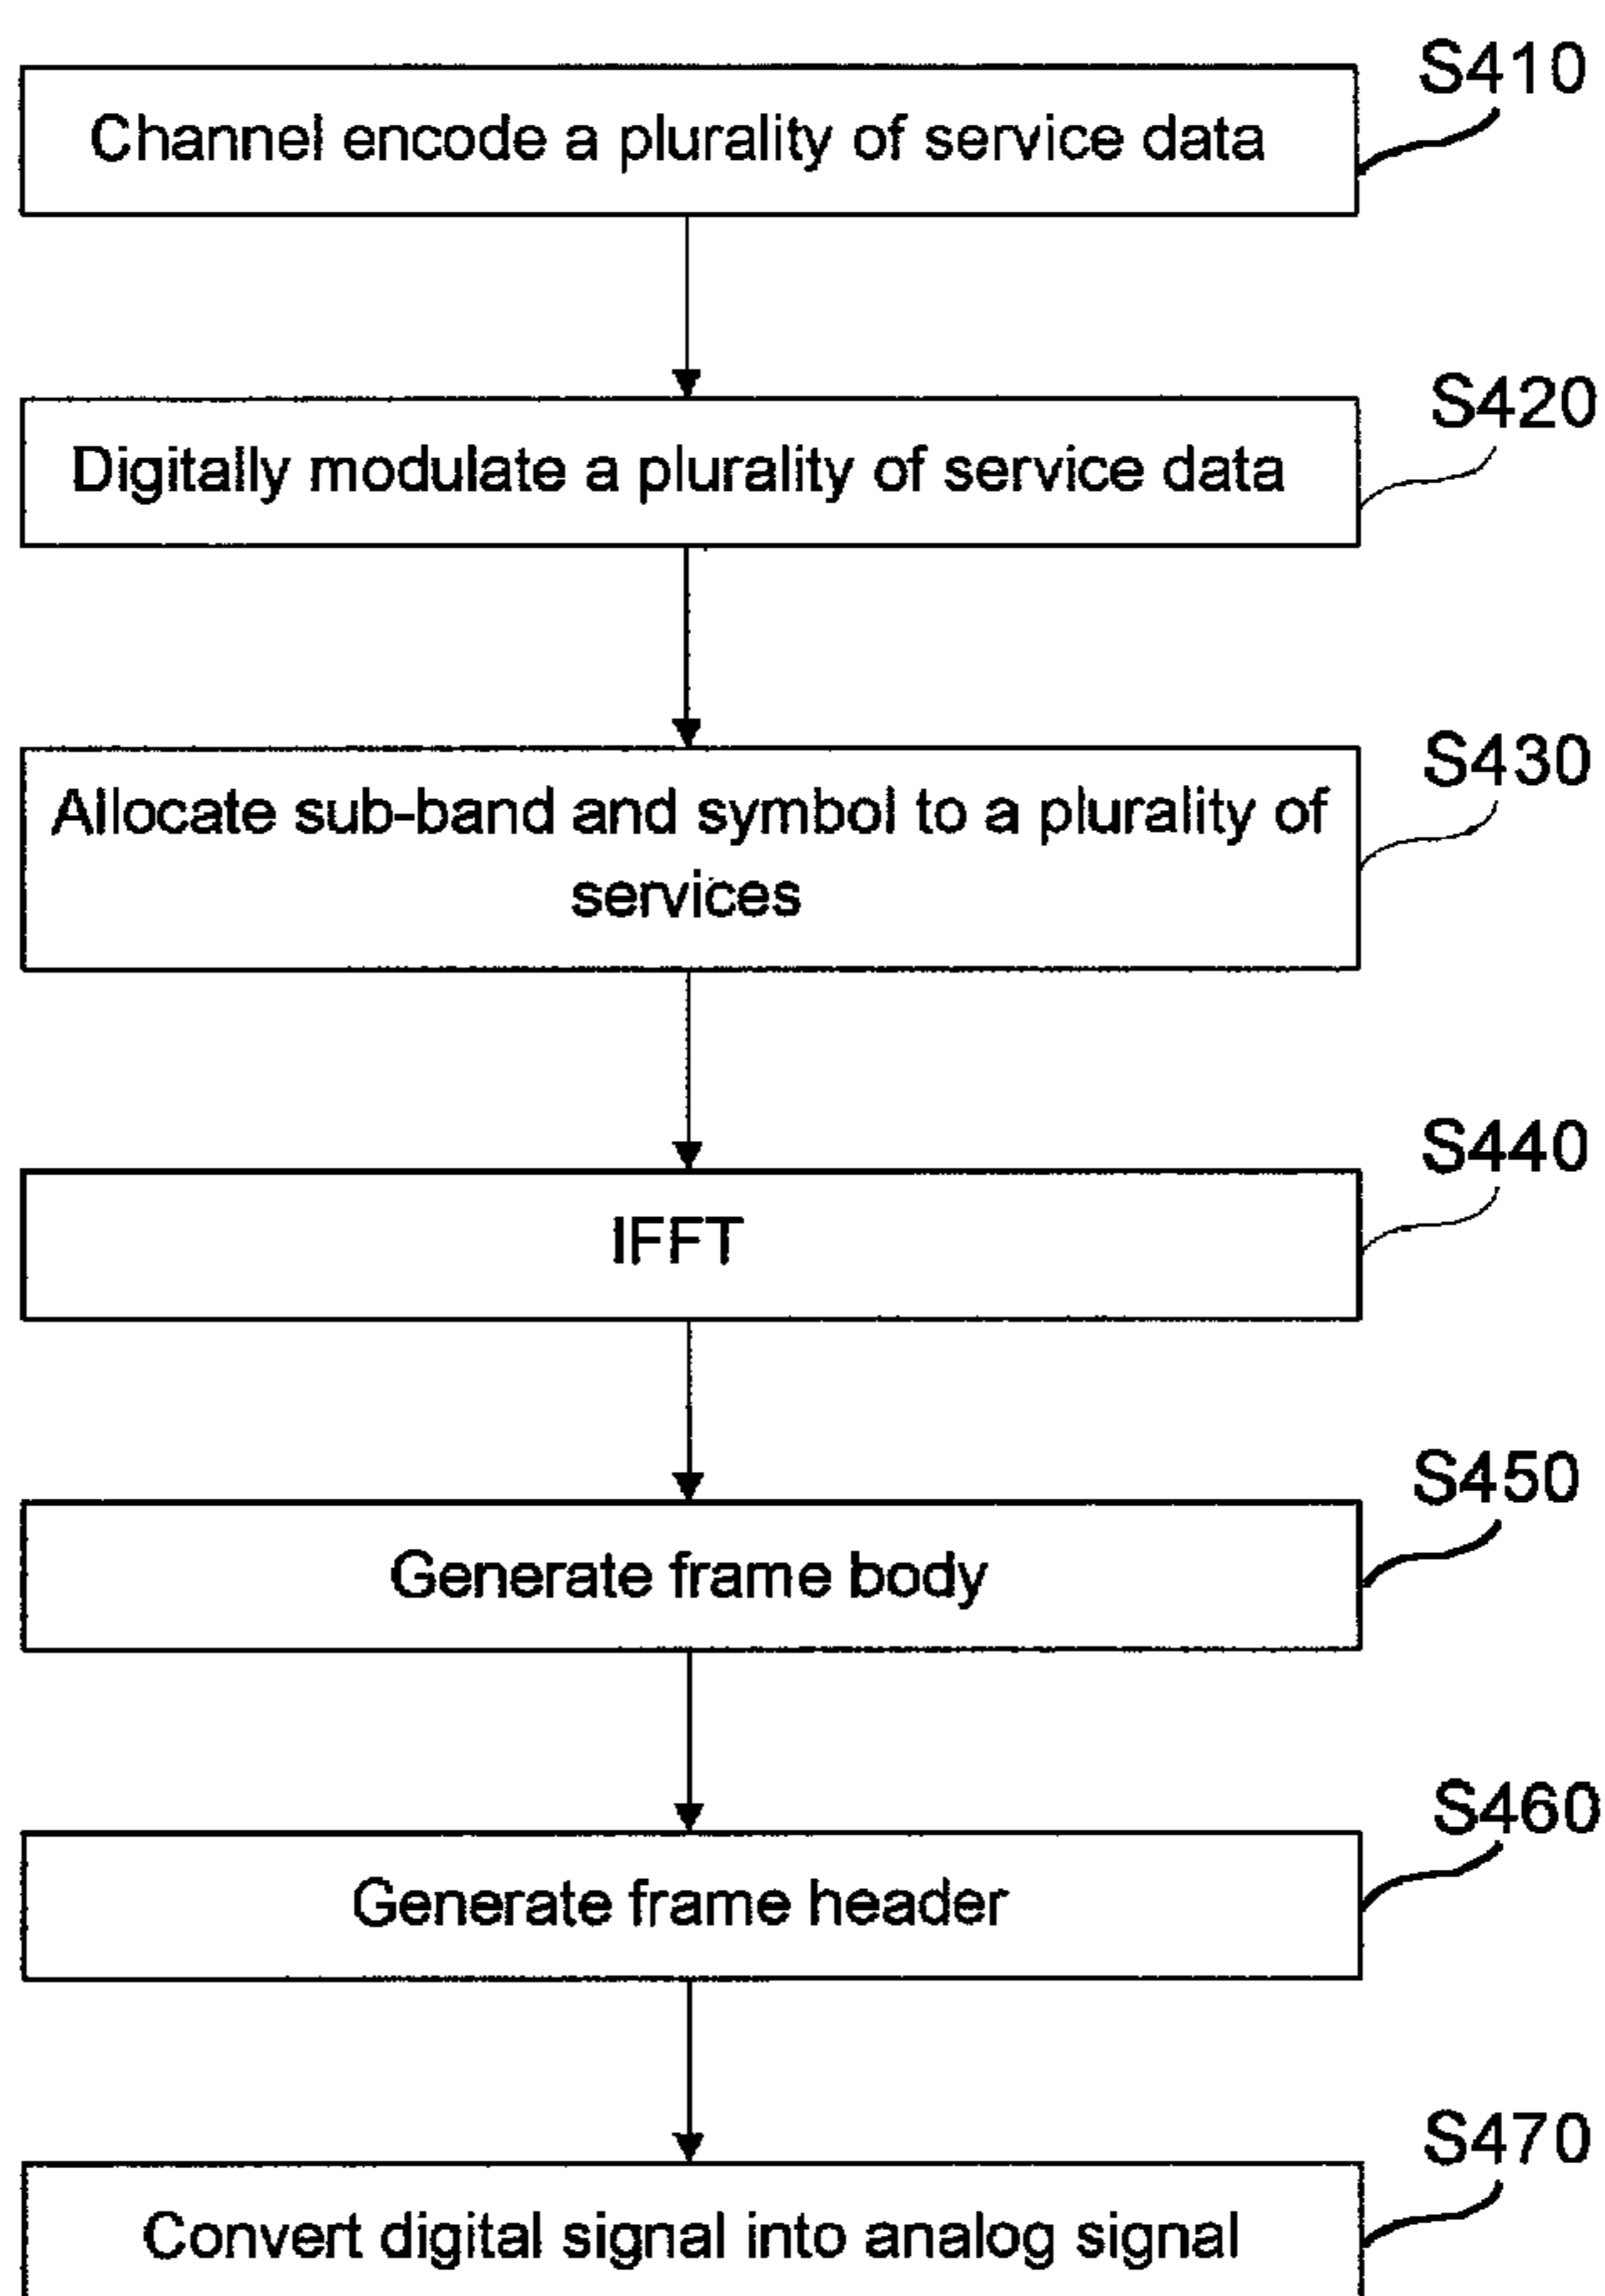 S410
Channel encode a plurality of service data
S420
Digitally modulate a plurality of service data
S430
Allocate sub-band and symbol to a plurality of
services
S440
IFFT
S450
Generate frame body
S460
Generate frame header
S470
Convert digital signal into analog signal